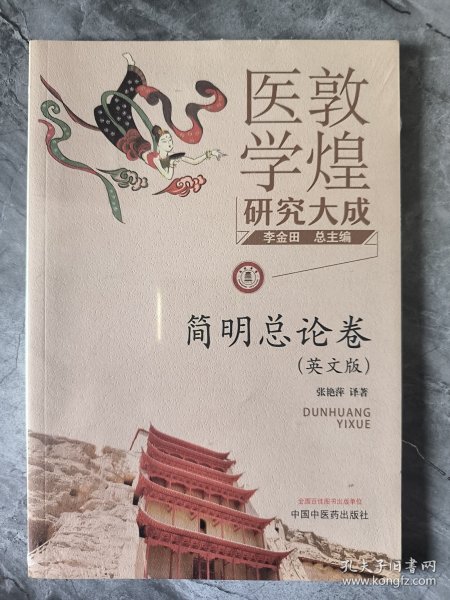 敦煌
医学
研究大成
李金田 总主编
简明总论卷
(英文版)
张艳萍 译著
DUNHUANG
YIXUE
全国百佳图书出版单位
中国中医药出版社
孔夫子旧书网
www.kongfz.com